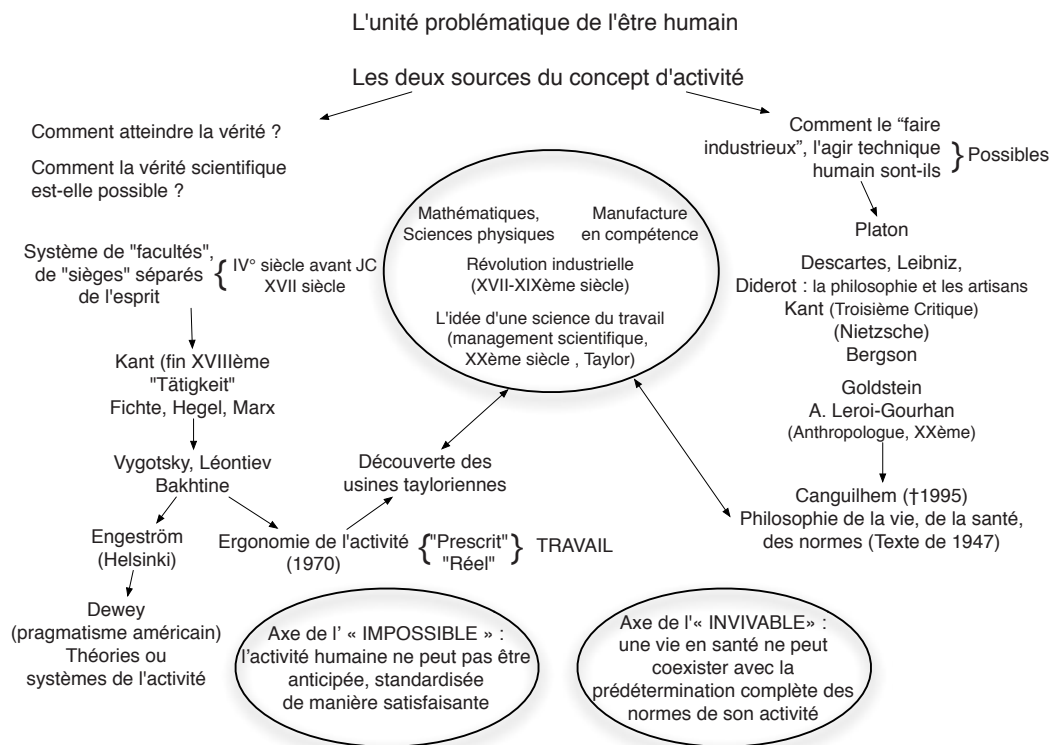 L'unité problématique de l'être humain
Les deux sources du concept d'activité
Comment atteindre la vérité ?
Comment la vérité scientifique
est-elle possible ?
Système de "facultés",
de "sièges" séparés
de l'esprit
{
IV° siècle avant JC
XVII siècle
Kant (fin XVIIIème
"Tätigkeit"
Fichte, Hegel, Marx
Vygotsky, Léontiev
Bakhtine
Engeström
(Helsinki)
Dewey
(pragmatisme américain)
Théories ou
systèmes de l'activité
Ergonomie de l'activité
(1970)
{ "Prescrit" }
"Réel"
TRAVAIL
Découverte des
usines tayloriennes
Mathématiques,
Sciences physiques
Manufacture
en compétence
Révolution industrielle
(XVII-XIXème siècle)
L'idée d'une science du travail
(management scientifique,
XXème siècle , Taylor)
Comment le “faire
industrieux”, l'agir technique
humain sont-ils
} Possibles
Platon
Descartes, Leibniz,
Diderot : la philosophie et les artisans
Kant (Troisième Critique)
(Nietzsche)
Bergson
Goldstein
A. Leroi-Gourhan
(Anthropologue, XXème)
Canguilhem (†1995)
Philosophie de la vie, de la santé,
des normes (Texte de 1947)
Axe de l' « IMPOSSIBLE » :
l'activité humaine ne peut pas être
anticipée, standardisée
de manière satisfaisante
Axe de l'« INVIVABLE» :
une vie en santé ne peut
coexister avec la
prédétermination complète des
normes de son activité